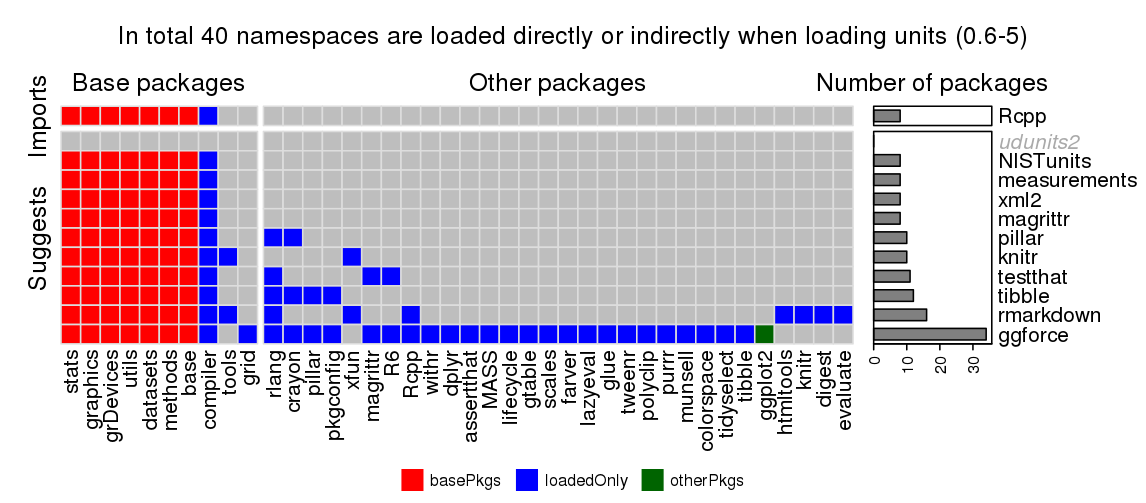 In total 40 namespaces are loaded directly or indirectly when loading units (0.6-5)
Base packages
Other packages
Number of packages
Imports
Suggests
Rcpp
udunits2
NISTunits
measurements
xml2
magrittr
pillar
knitr
testthat
tibble
rmarkdown
ggforce
0
10
20
30
stats
graphics
grDevices
utils
datasets
methods
base
compiler
tools
grid
rlang
crayon
pillar
pkgconfig
xfun
magrittr
R6
Rcpp
withr
dplyr
assertthat
MASS
lifecycle
gtable
scales
farver
lazyeval
glue
tweenr
polyclip
purrr
munsell
colorspace
tidyselect
tibble
ggplot2
htmltools
knitr
digest
evaluate
basePkgs
loadedOnly
otherPkgs